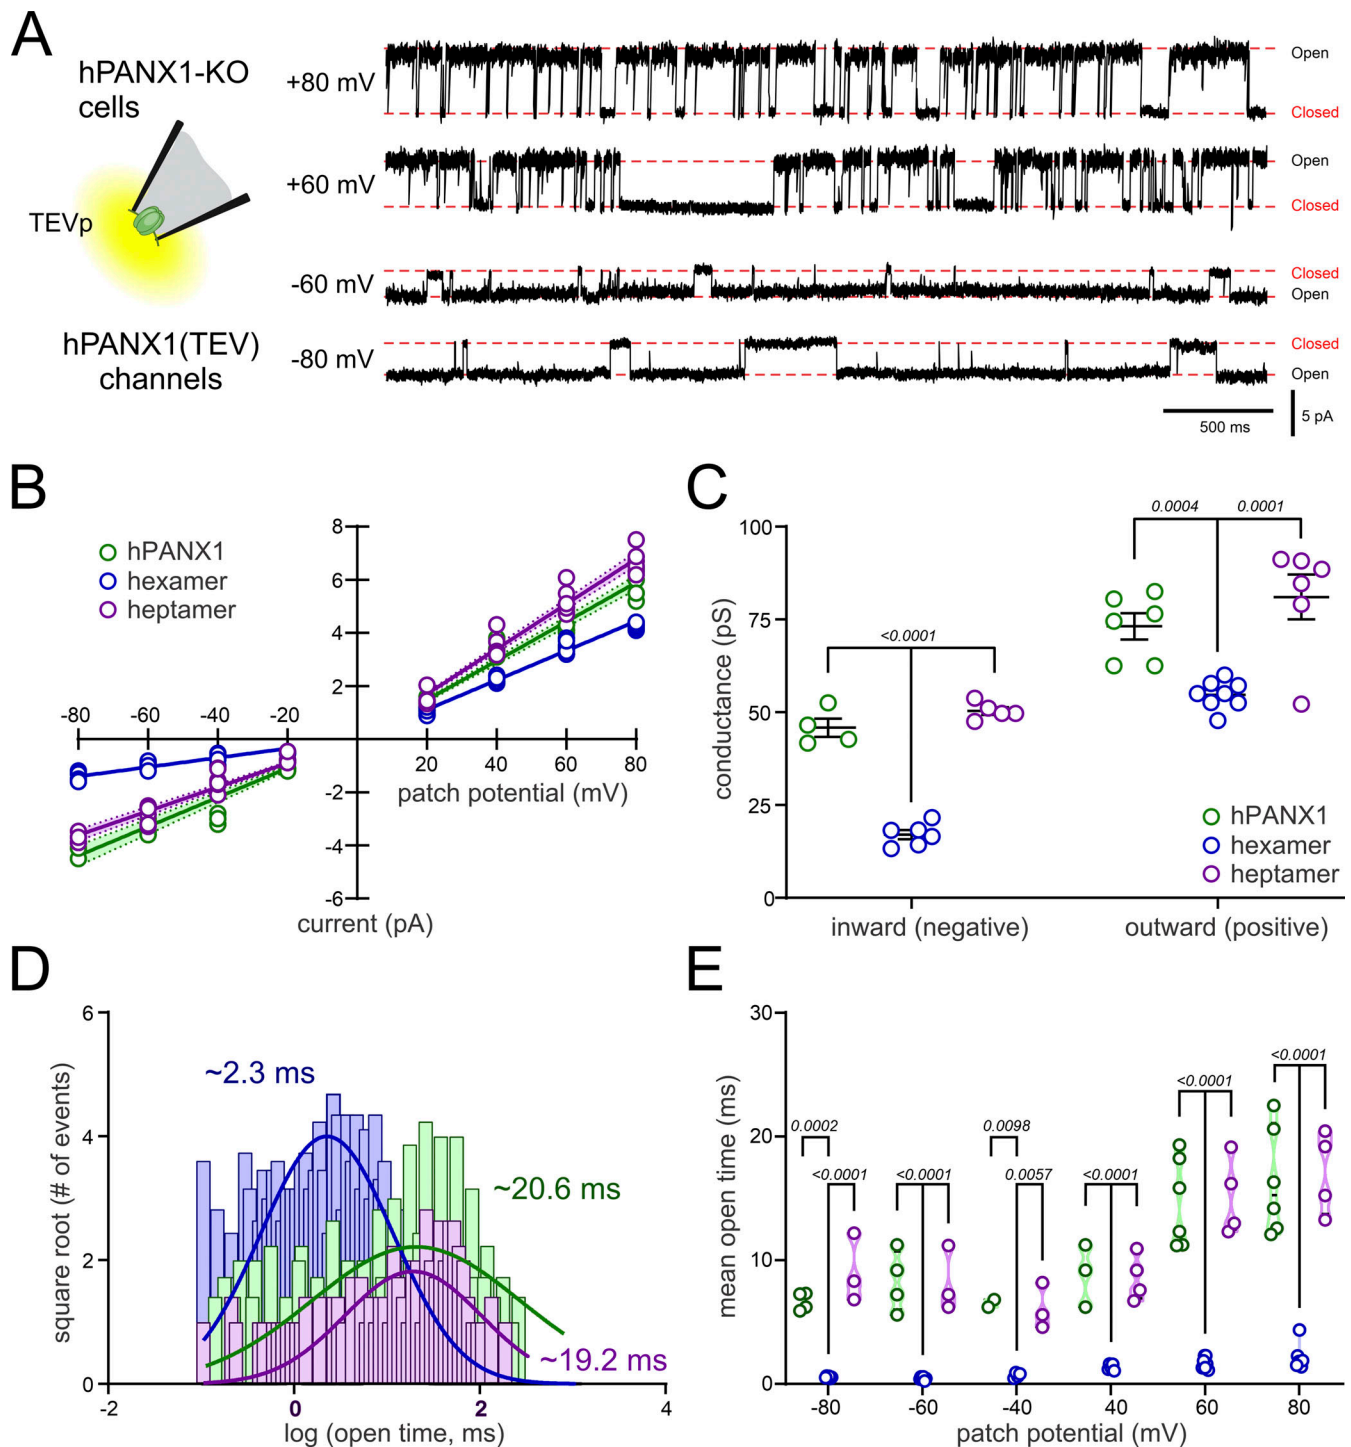 A
hPANX1-KO
cells
TEVp
hPANX1(TEV)
channels
+80 mV
Open
Closed
+60 mV
Open
Closed
-60 mV
Closed
Open
-80 mV
Closed
Open
500 ms
5 pA
B
hPANX1
hexamer
heptamer
8
6
4
2
-80 -60 -40 -20
20 40 60 80
patch potential (mV)
-2
-4
-6
current (pA)
C
0.0004 0.0001
<0.0001
100
75
50
25
0
conductance (pS)
hPANX1
hexamer
heptamer
inward (negative) outward (positive)
D
6
4
2
0
square root (# of events)
~2.3 ms
~20.6 ms
~19.2 ms
-2 0 2 4
log (open time, ms)
E
30
20
10
0
mean open time (ms)
0.0002
<0.0001
<0.0001
0.0098
0.0057
<0.0001
<0.0001
<0.0001
-80 -60 -40 40 60 80
patch potential (mV)